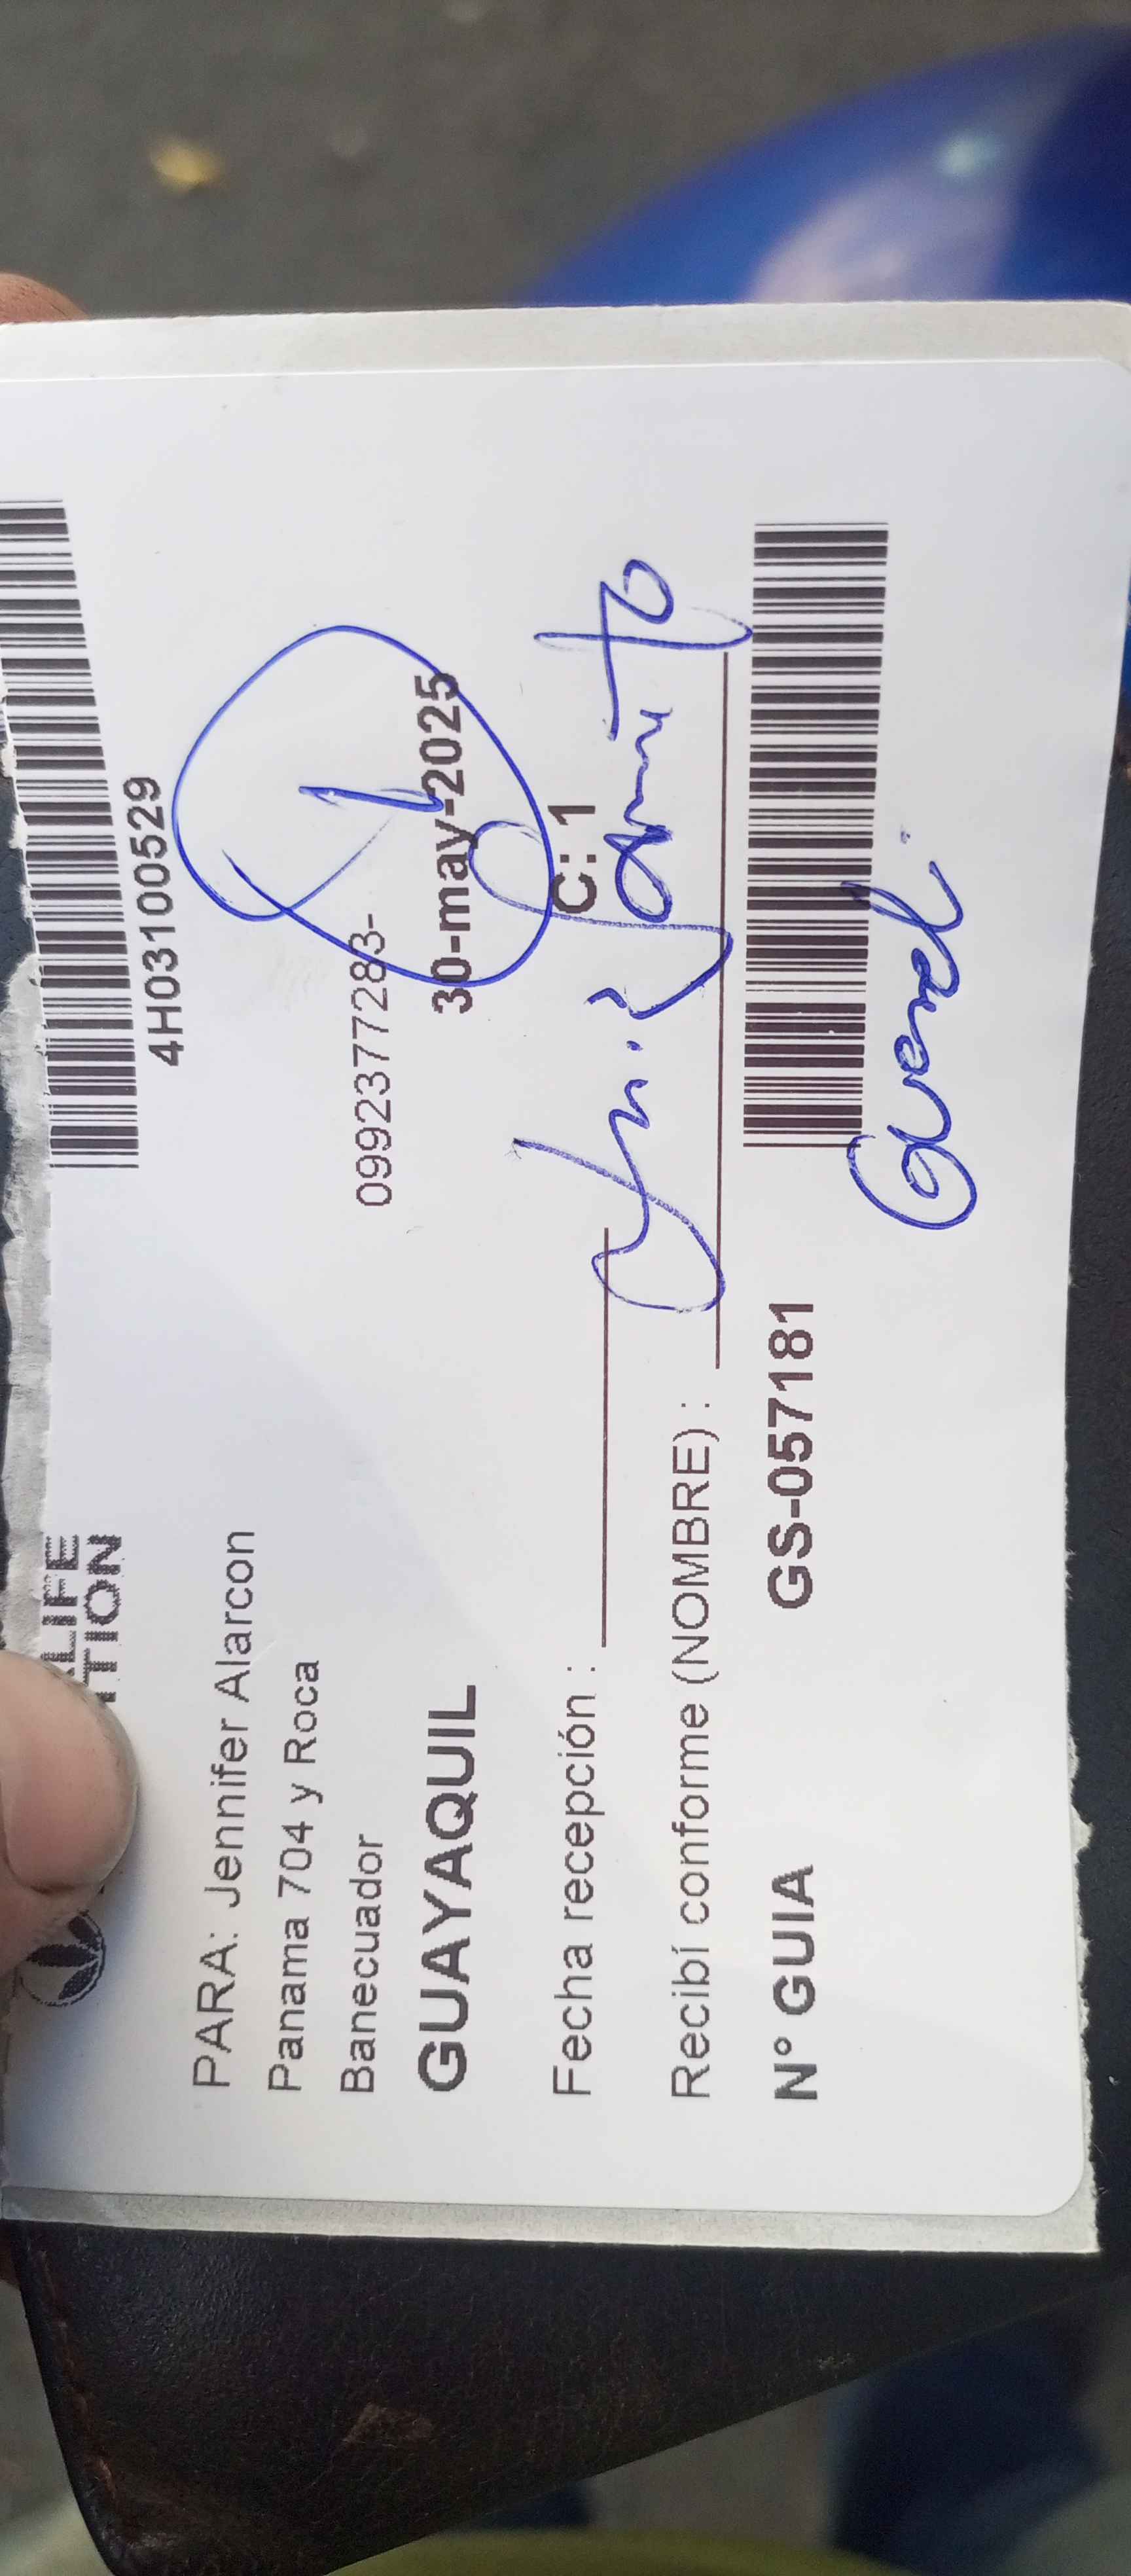 LIFE
TION
4H03100529
PARA: Jennifer Alarcon
Panama 704 y Roca
Banecuador 0992377283-
GUAYAQUIL 30-may-2025
Fecha recepción : C: 1
Recibí conforme (NOMBRE) :
N° GUIA GS-057181